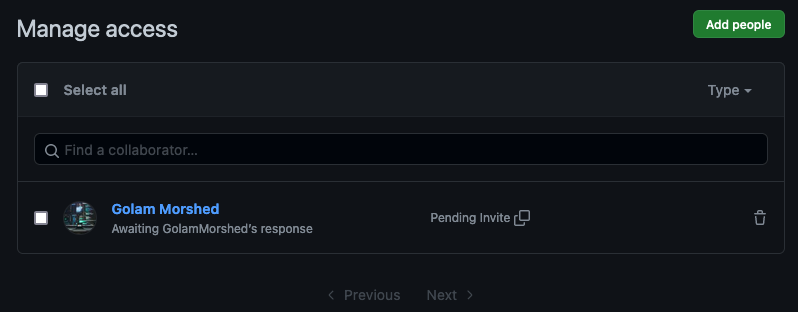 Manage access
Add people
Select all
Type
Find a collaborator...
Golam Morshed
Awaiting GolamMorshed's response
Pending Invite
Previous
Next